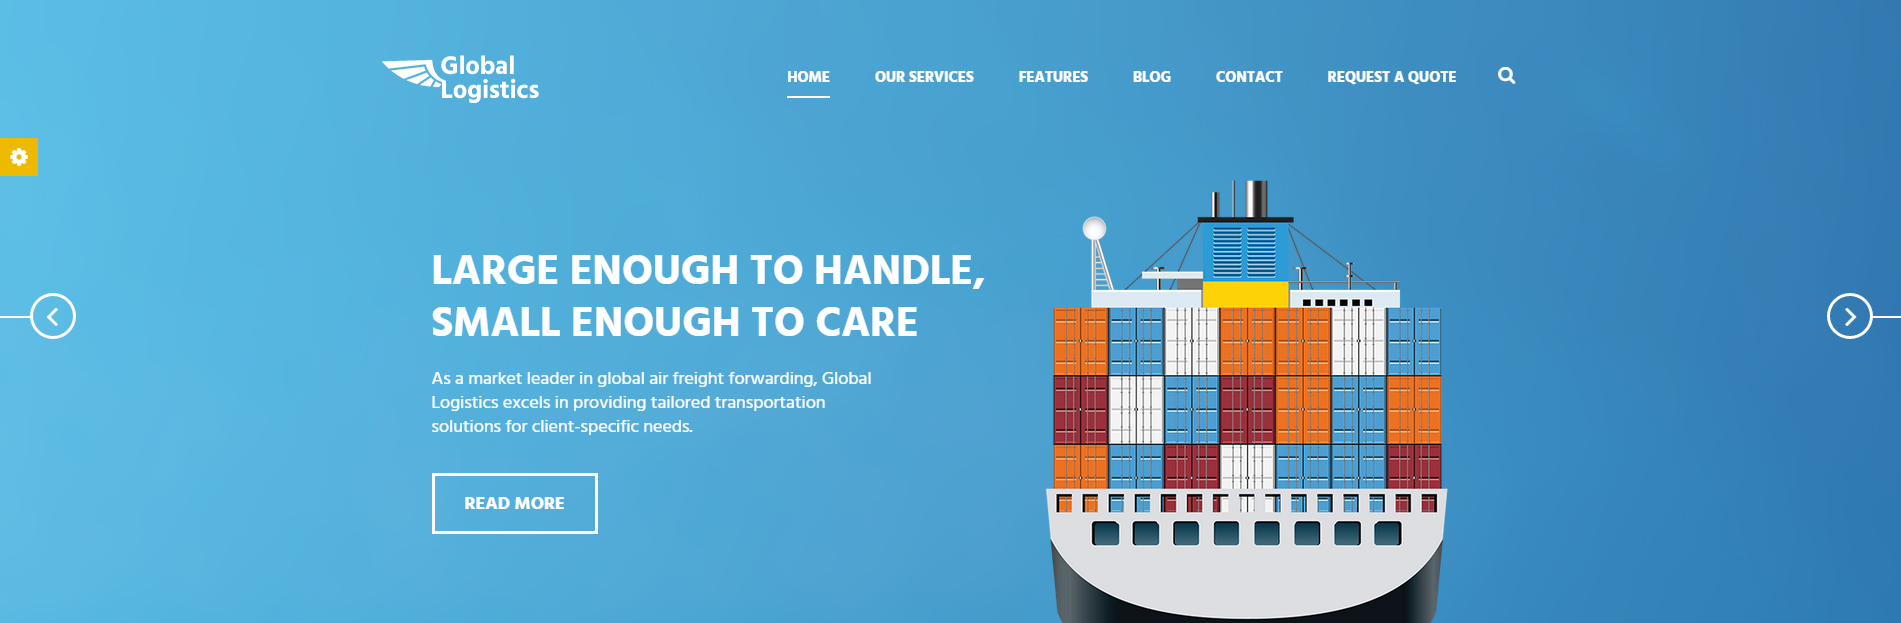 Global
Logistics
HOME OUR SERVICES FEATURES BLOG CONTACT REQUEST A QUOTE
LARGE ENOUGH TO HANDLE,
SMALL ENOUGH TO CARE
As a market leader in global air freight forwarding, Global
Logistics excels in providing tailored transportation
solutions for client-specific needs.
READ MORE